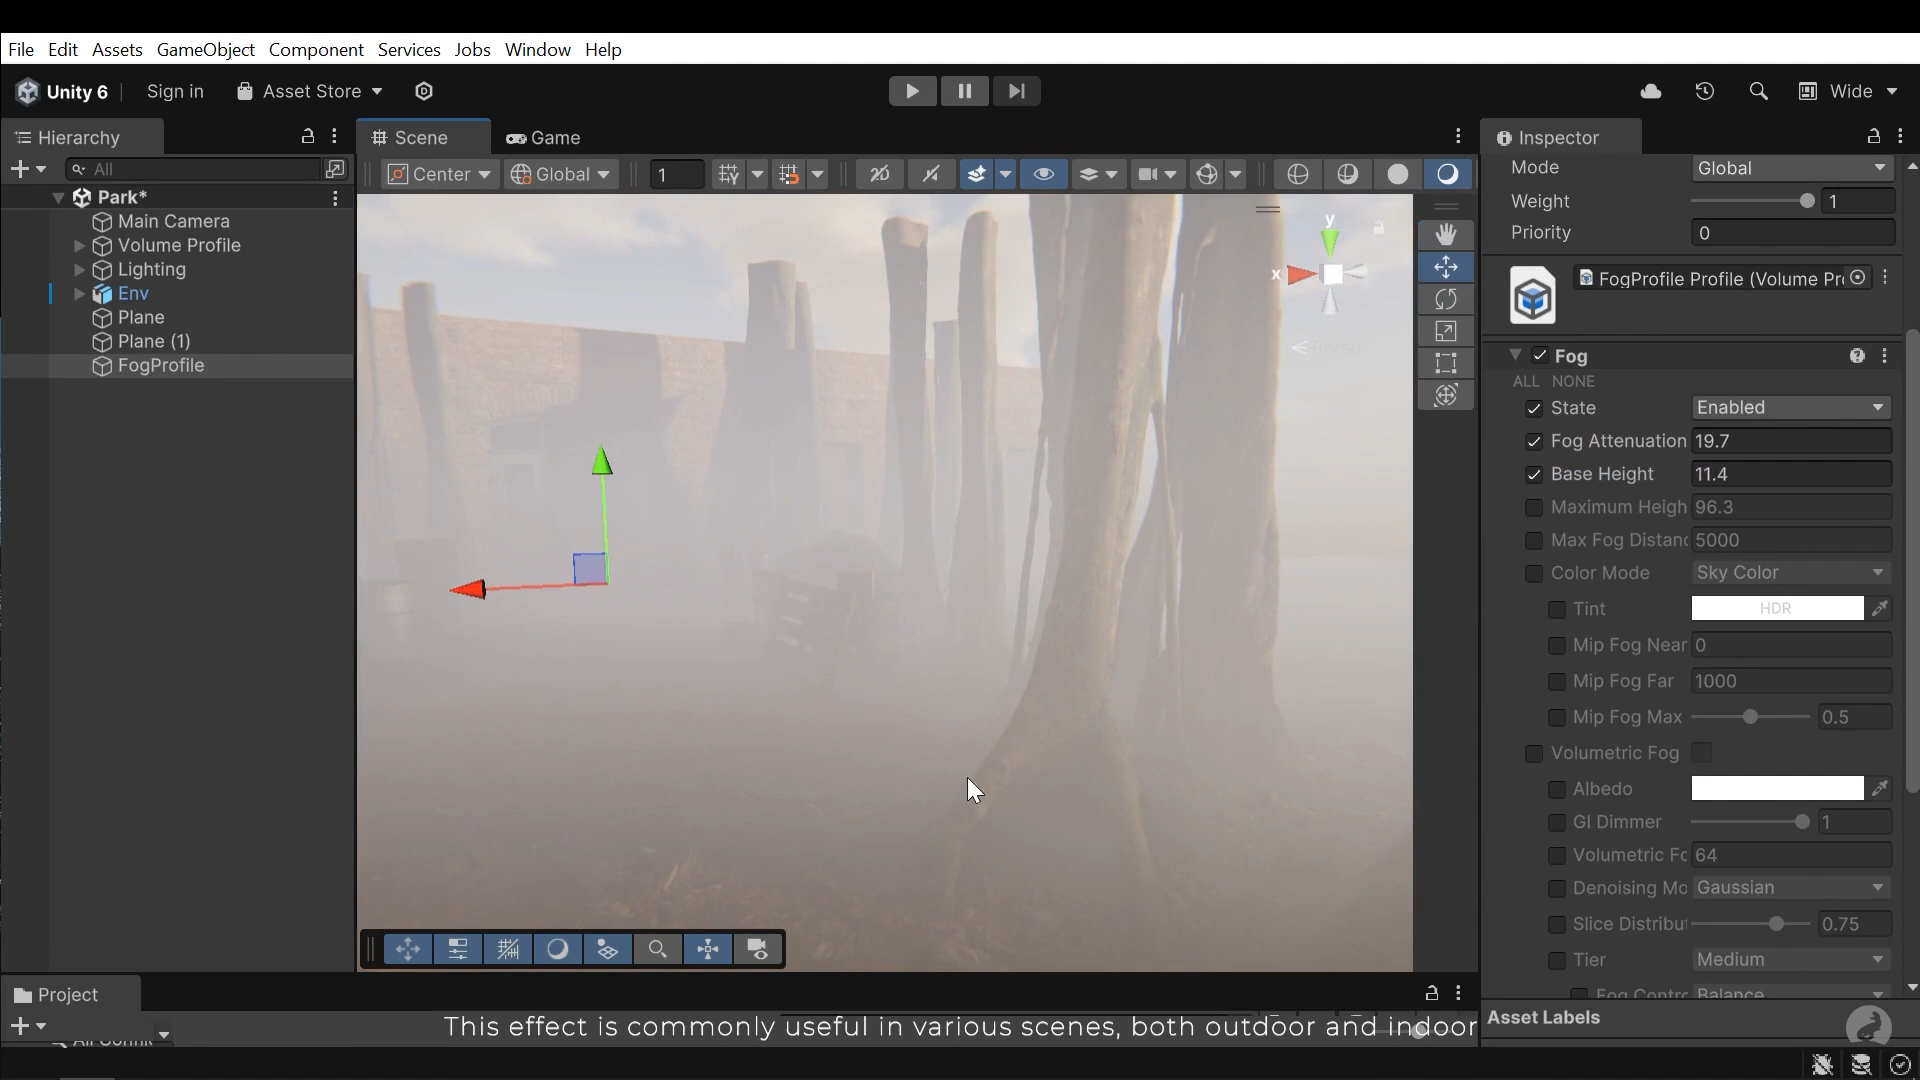 File Edit Assets GameObject Component Services Jobs Window Help
Unity 6 Sign in Asset Store Wide
Hierarchy Scene Game Inspector
All Center Global 1
Mode Global
Weight 1
Priority 0
Park*
Main Camera
Volume Profile
Lighting
Env
Plane
Plane (1)
FogProfile
y
x
Persp
FogProfile Profile (Volume Pr
Fog
ALL NONE
State Enabled
Fog Attenuation 19.7
Base Height 11.4
Maximum Heigh 96.3
Max Fog Distanc 5000
Color Mode Sky Color
Tint HDR
Mip Fog Near 0
Mip Fog Far 1000
Mip Fog Max 0.5
Volumetric Fog
Albedo
GI Dimmer 1
Volumetric Fo 64
Denoising Mo Gaussian
Slice Distribut 0.75
Tier Medium
Fog Contro Balance
Project
Asset Labels
This effect is commonly useful in various scenes, both outdoor and indoor